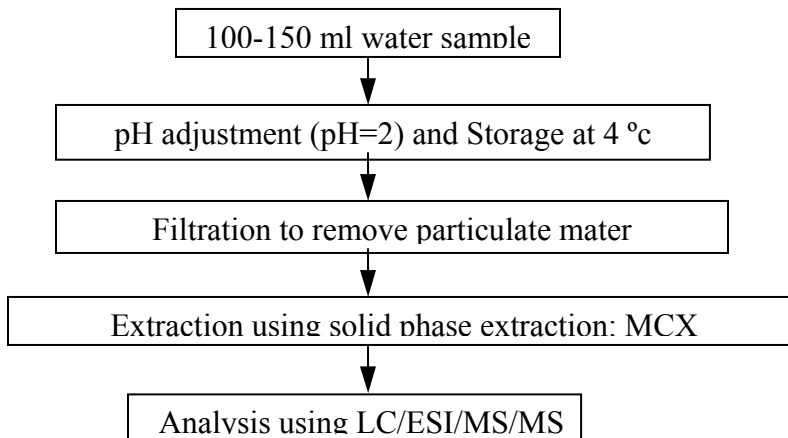 100-150 ml water sample
pH adjustment (pH=2) and Storage at 4 ºc
Filtration to remove particulate mater
Extraction using solid phase extraction: MCX
Analysis using LC/ESI/MS/MS